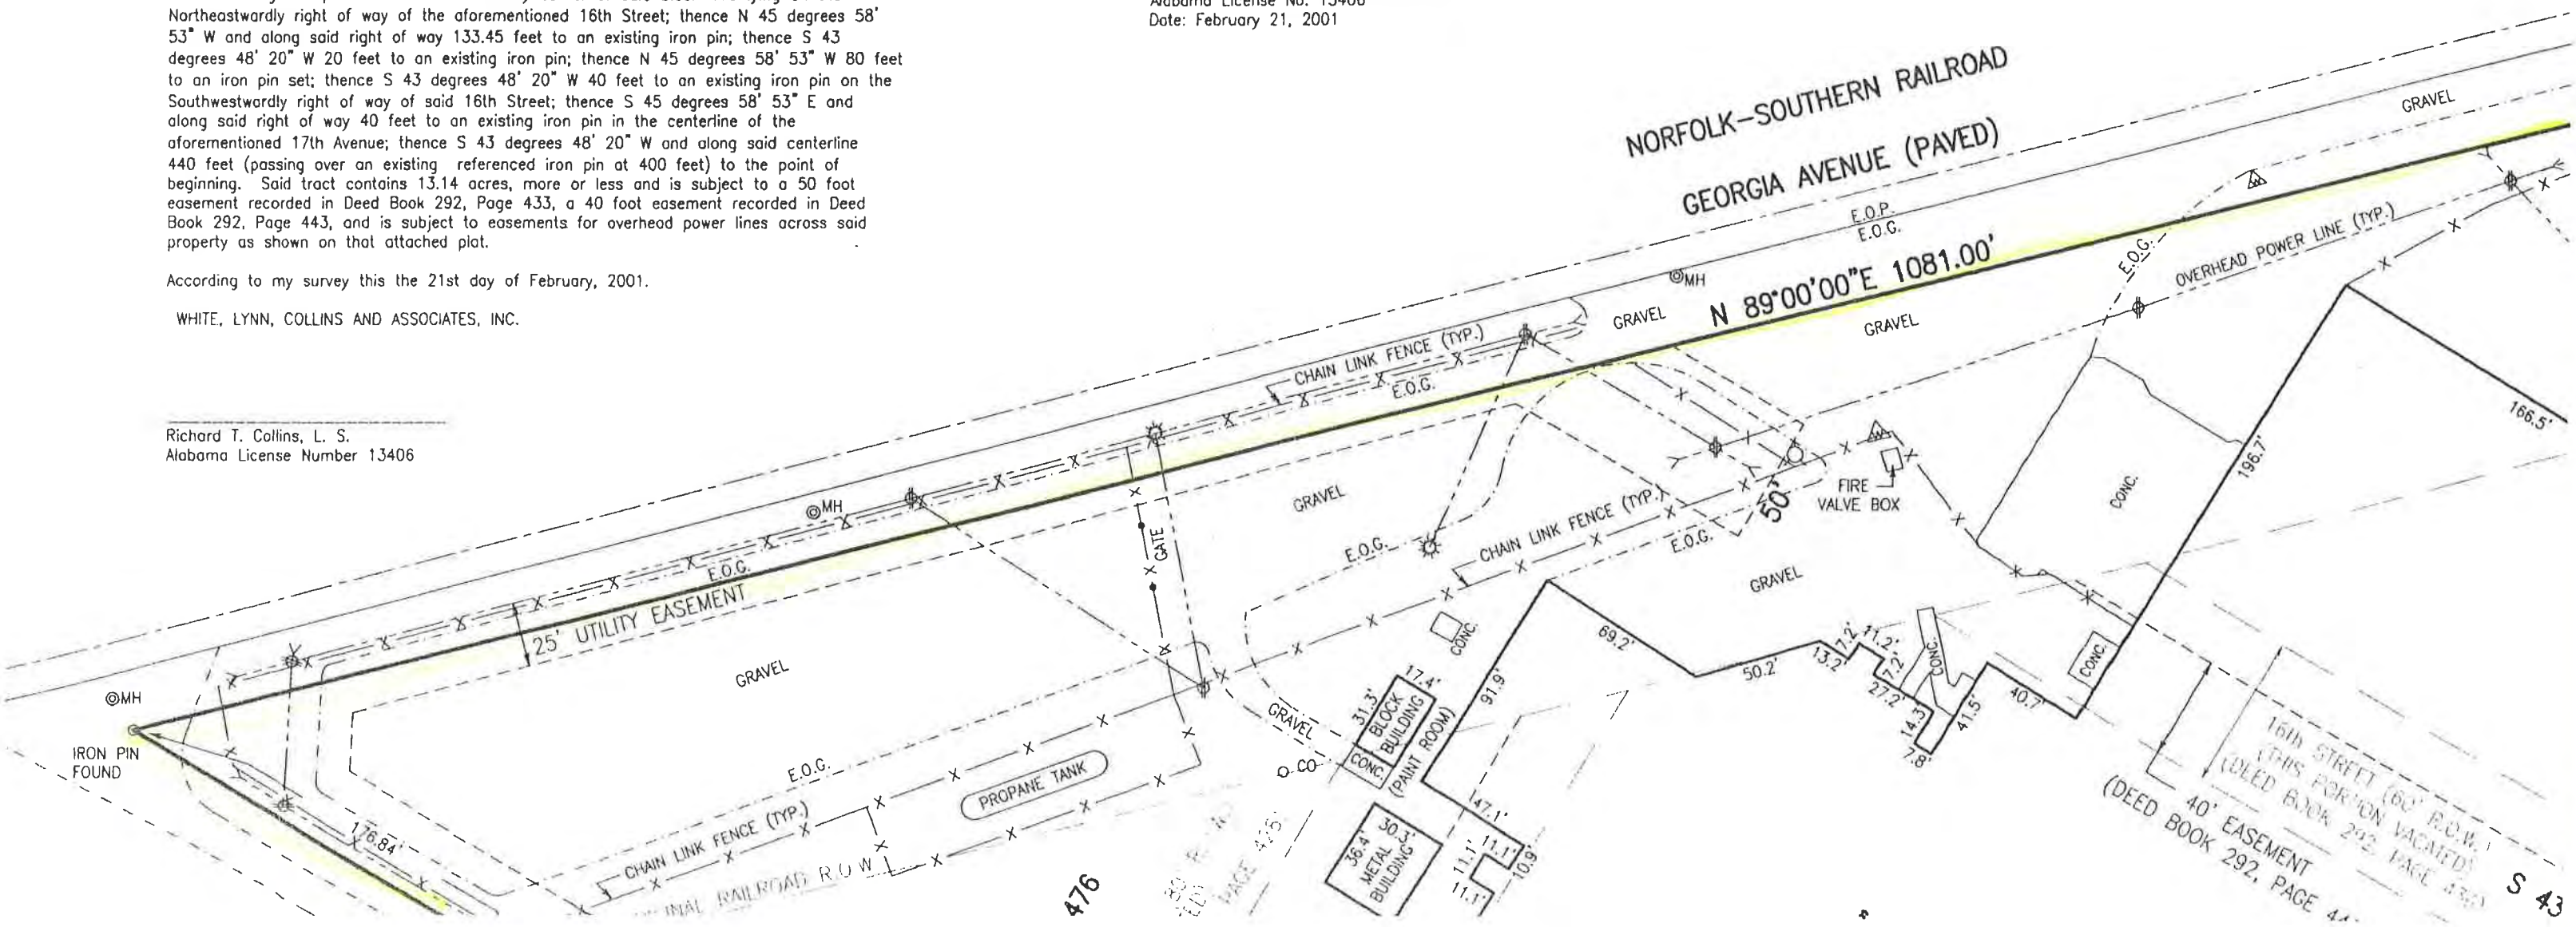 Northeastwardly right of way of the aforementioned 16th Street; thence N 45 degrees 58'
53" W and along said right of way 133.45 feet to an existing iron pin; thence S 43
degrees 48' 20" W 20 feet to an existing iron pin; thence N 45 degrees 58' 53" W 80 feet
to an iron pin set; thence S 43 degrees 48' 20" W 40 feet to an existing iron pin on the
Southwestwardly right of way of said 16th Street; thence S 45 degrees 58' 53" E and
along said right of way 40 feet to an existing iron pin in the centerline of the
aforementioned 17th Avenue; thence S 43 degrees 48' 20" W and along said centerline
440 feet (passing over an existing referenced iron pin at 400 feet) to the point of
beginning. Said tract contains 13.14 acres, more or less and is subject to a 50 foot
easement recorded in Deed Book 292, Page 433, a 40 foot easement recorded in Deed
Book 292, Page 443, and is subject to easements for overhead power lines across said
property as shown on that attached plat.
According to my survey this the 21st day of February, 2001.
WHITE, LYNN, COLLINS AND ASSOCIATES, INC.
Richard T. Collins, L. S.
Alabama License Number 13406
Alabama License No. 13406
Date: February 21, 2001
NORFOLK-SOUTHERN RAILROAD
GEORGIA AVENUE (PAVED)
GRAVEL
E.O.P.
E.O.G.
N 89°00'00"E 1081.00'
MH
GRAVEL
GRAVEL
E.O.G.
OVERHEAD POWER LINE (TYP.)
CHAIN LINK FENCE (TYP.)
E.O.G.
166.5'
196.7'
CONC.
FIRE
VALVE BOX
50'
MH
GRAVEL
GATE
E.O.G.
CHAIN LINK FENCE (TYP.)
E.O.G.
GRAVEL
E.O.G.
25' UTILITY EASEMENT
GRAVEL
MH
IRON PIN
FOUND
176.84'
E.O.G.
PROPANE TANK
CHAIN LINK FENCE (TYP.)
RAILROAD R O W
476
PAGE
GRAVEL
CO
CONC.
17.4'
31.3'
BLOCK
BUILDING
CONC.
(PAINT ROOM)
91.9'
69.2'
50.2'
13.2'
7.2'
11.2'
7.2'
27.2'
14.3'
7.8'
41.5'
40.7'
CONC.
CONC.
47.1'
11.1'
10.9'
11.1'
11.1'
30.3'
36.4'
METAL
BUILDING
16th STREET (60' R.O.W.)
(THIS PORTION VACATED)
(DEED BOOK 292, PAGE
40' EASEMENT
(DEED BOOK 292, PAGE 44
S 43